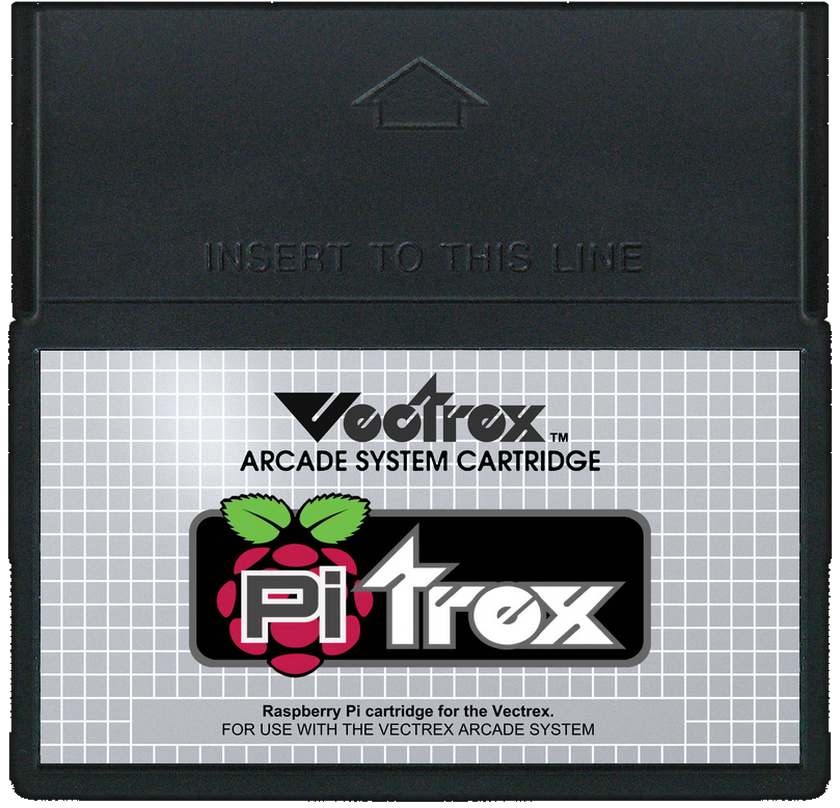 INSERT TO THIS LINE
Vectrex™
ARCADE SYSTEM CARTRIDGE
Pi trex
Raspberry Pi cartridge for the Vectrex.
FOR USE WITH THE VECTREX ARCADE SYSTEM